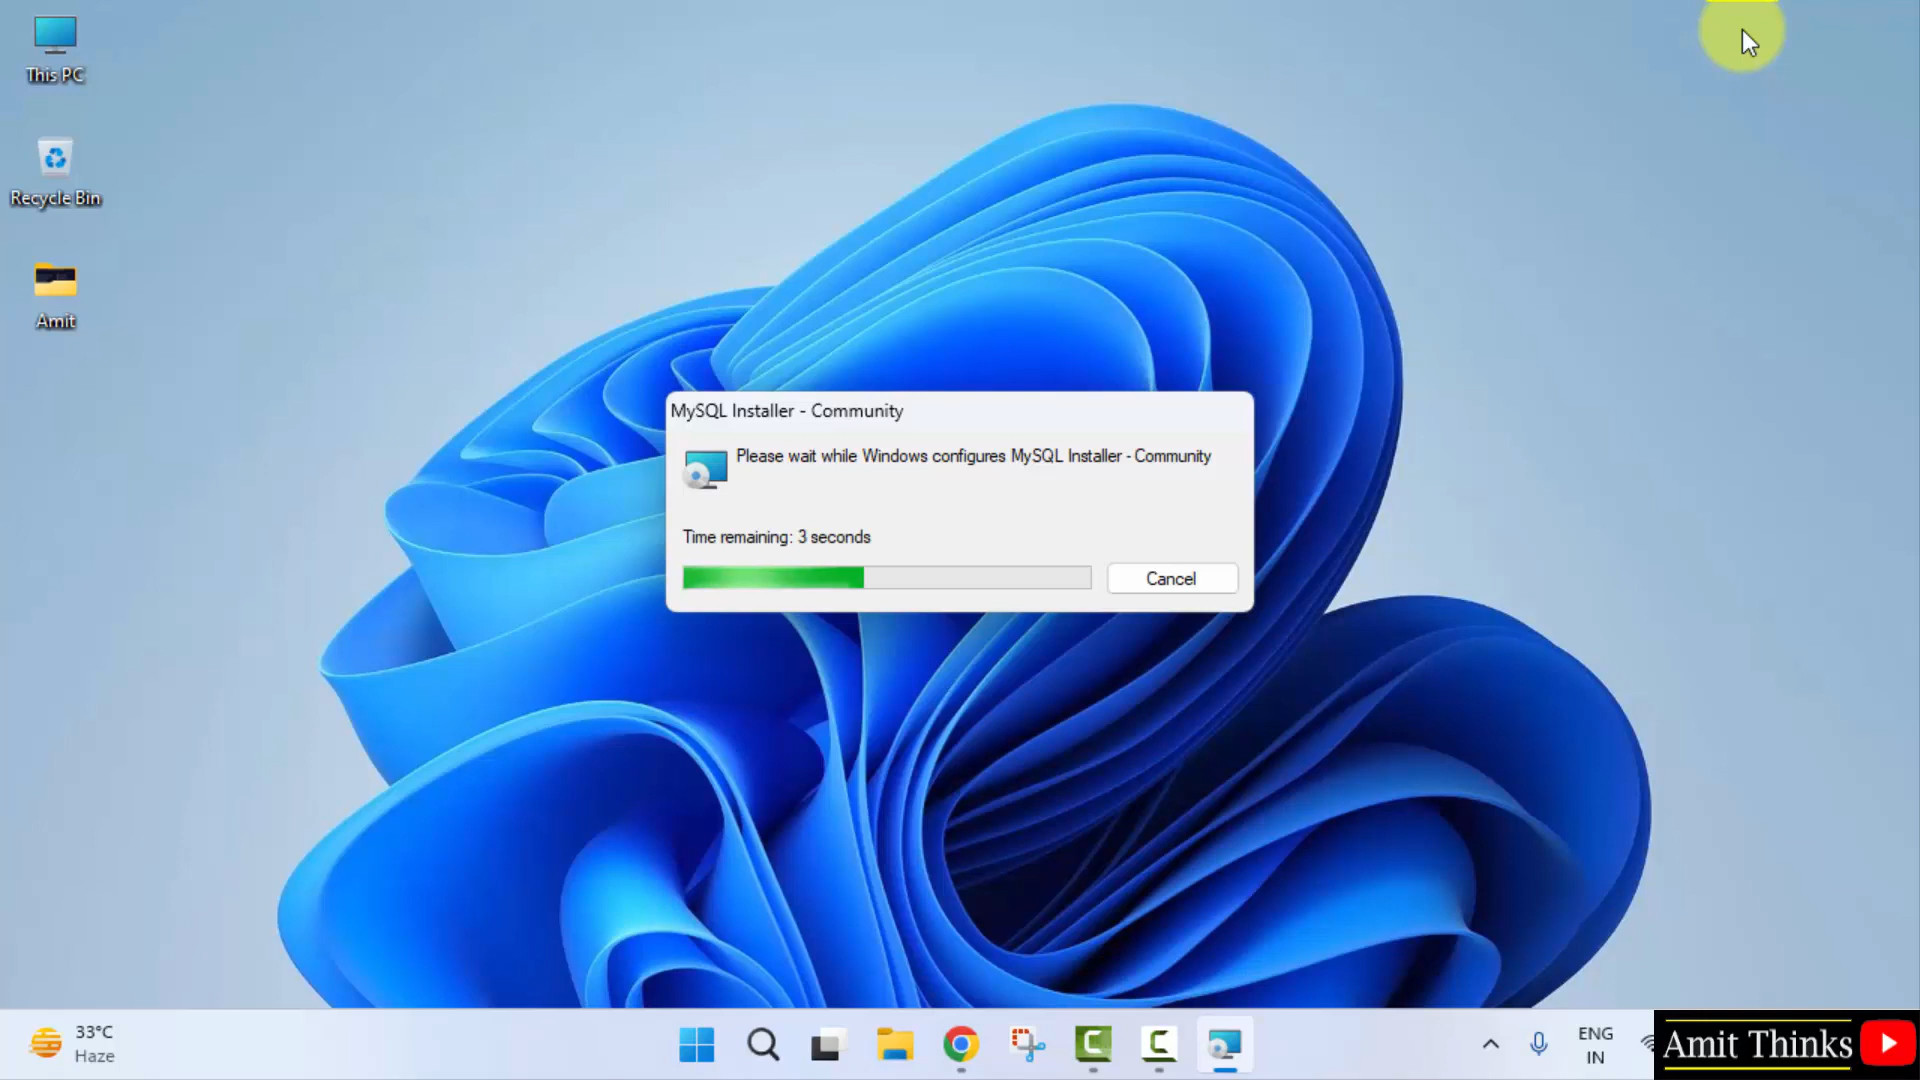 This PC
Recycle Bin
Amit
MySQL Installer - Community
Please wait while Windows configures MySQL Installer - Community
Time remaining: 3 seconds
Cancel
33°C
Haze
ENG
IN
Amit Thinks